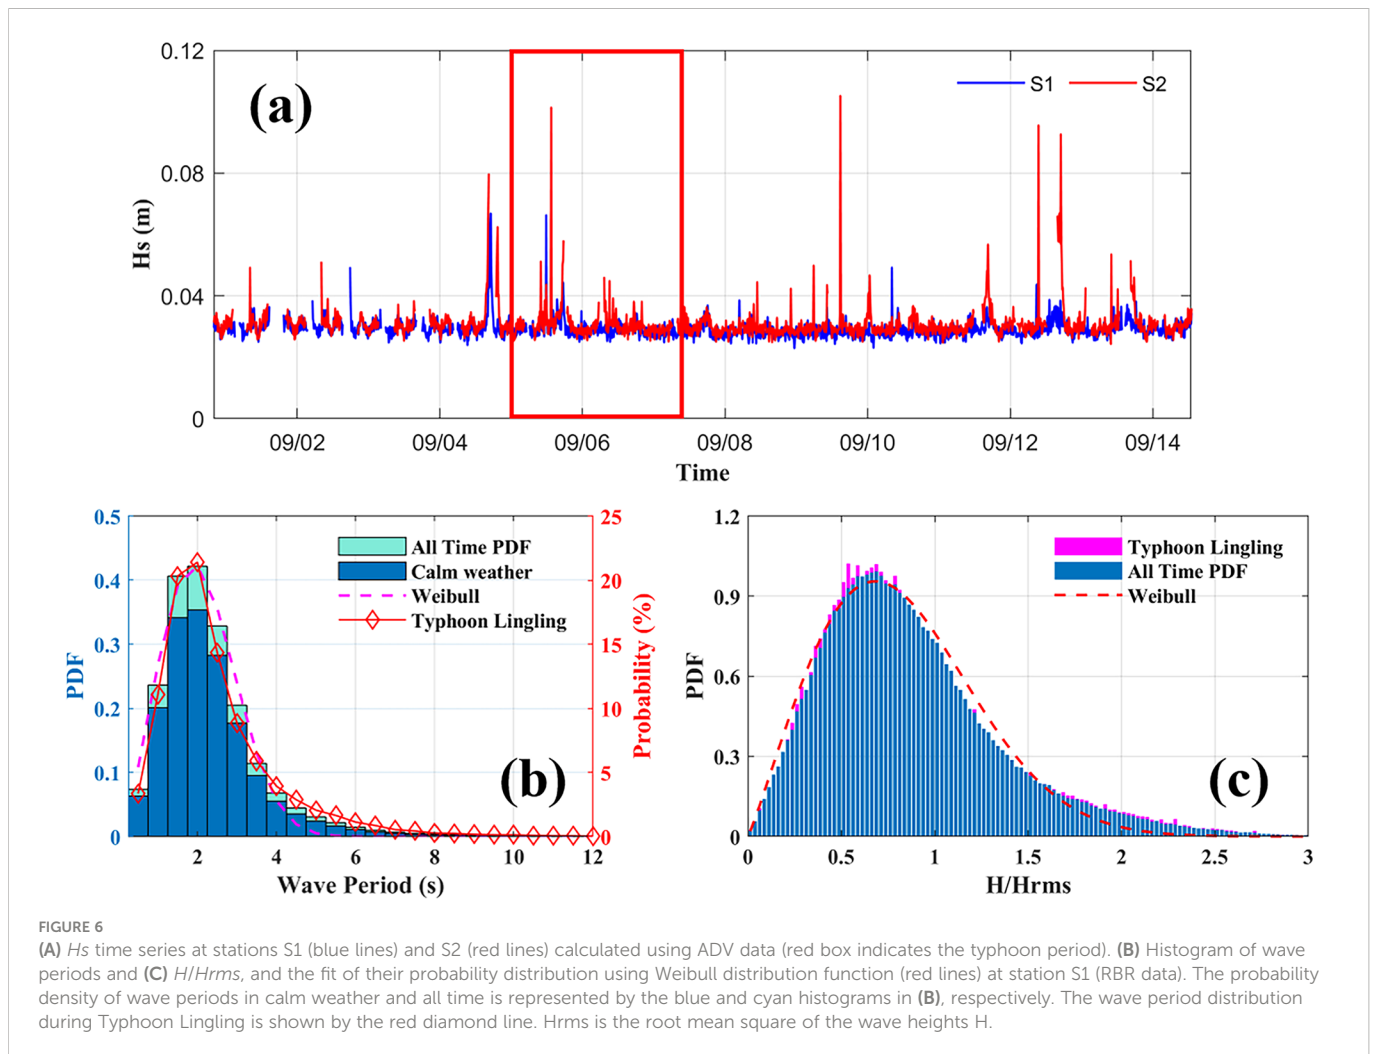 (a)
S1
S2
0.12
0.08
0.04
0
Hs (m)
09/02
09/04
09/06
09/08
09/10
09/12
09/14
Time
(b)
All Time PDF
Calm weather
Weibull
Typhoon Lingling
0.5
0.4
0.3
0.2
0.1
0
PDF
25
20
15
10
5
0
Probability (%)
2
4
6
8
10
12
Wave Period (s)
(c)
Typhoon Lingling
All Time PDF
Weibull
1.2
0.9
0.6
0.3
0
PDF
0
0.5
1
1.5
2
2.5
3
H/Hrms
FIGURE 6
(A) Hs time series at stations S1 (blue lines) and S2 (red lines) calculated using ADV data (red box indicates the typhoon period). (B) Histogram of wave
periods and (C) H/Hrms, and the fit of their probability distribution using Weibull distribution function (red lines) at station S1 (RBR data). The probability
density of wave periods in calm weather and all time is represented by the blue and cyan histograms in (B), respectively. The wave period distribution
during Typhoon Lingling is shown by the red diamond line. Hrms is the root mean square of the wave heights H.